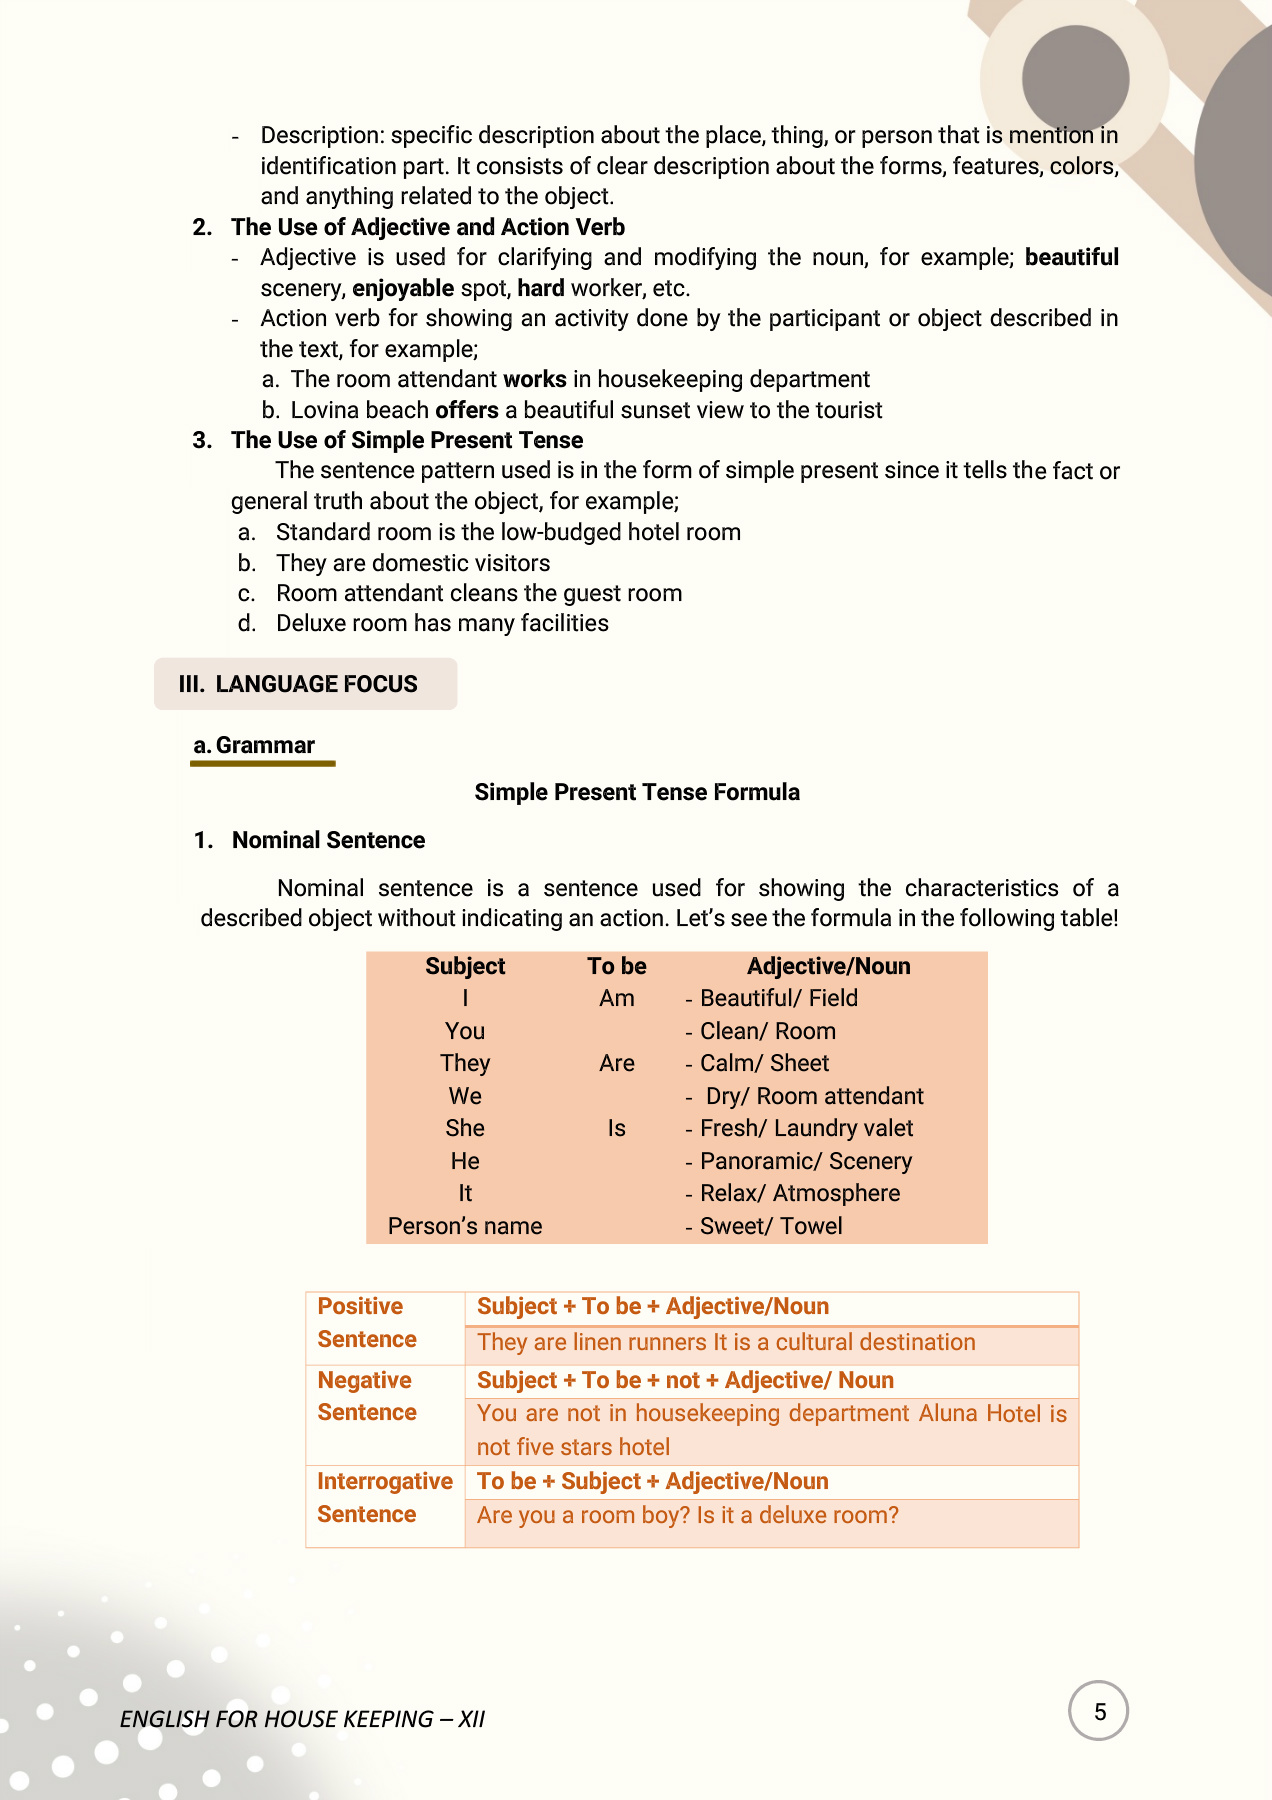 - Description: specific description about the place, thing, or person that is mention in
identification part. It consists of clear description about the forms, features, colors,
and anything related to the object.
2. The Use of Adjective and Action Verb
- Adjective is used for clarifying and modifying the noun, for example; beautiful
scenery, enjoyable spot, hard worker, etc.
- Action verb for showing an activity done by the participant or object described in
the text, for example;
a. The room attendant works in housekeeping department
b. Lovina beach offers a beautiful sunset view to the tourist
3. The Use of Simple Present Tense
The sentence pattern used is in the form of simple present since it tells the fact or
general truth about the object, for example;
a. Standard room is the low-budged hotel room
b. They are domestic visitors
c. Room attendant cleans the guest room
d. Deluxe room has many facilities
III. LANGUAGE FOCUS
a. Grammar
Simple Present Tense Formula
1. Nominal Sentence
Nominal sentence is a sentence used for showing the characteristics of a
described object without indicating an action. Let's see the formula in the following table!
Subject To be Adjective/Noun
I Am - Beautiful/ Field
You - Clean/ Room
They Are - Calm/ Sheet
We - Dry/ Room attendant
She Is - Fresh/ Laundry valet
He - Panoramic/ Scenery
It - Relax/ Atmosphere
Person's name - Sweet/ Towel
Positive Subject + To be + Adjective/Noun
Sentence They are linen runners It is a cultural destination
Negative Subject + To be + not + Adjective/ Noun
Sentence You are not in housekeeping department Aluna Hotel is
not five stars hotel
Interrogative To be + Subject + Adjective/Noun
Sentence Are you a room boy? Is it a deluxe room?
ENGLISH FOR HOUSE KEEPING – XII
5